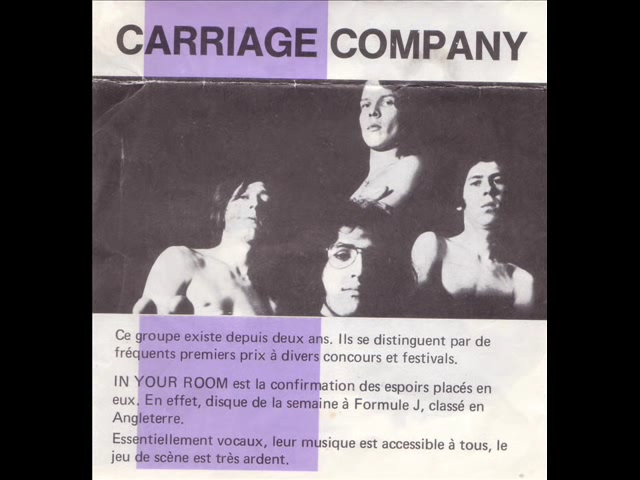 CARRIAGE COMPANY
Ce groupe existe depuis deux ans. Ils se distinguent par de
fréquents premiers prix à divers concours et festivals.
IN YOUR ROOM est la confirmation des espoirs placés en
eux. En effet, disque de la semaine à Formule J, classé en
Angleterre.
Essentiellement vocaux, leur musique est accessible à tous, le
jeu de scène est très ardent.